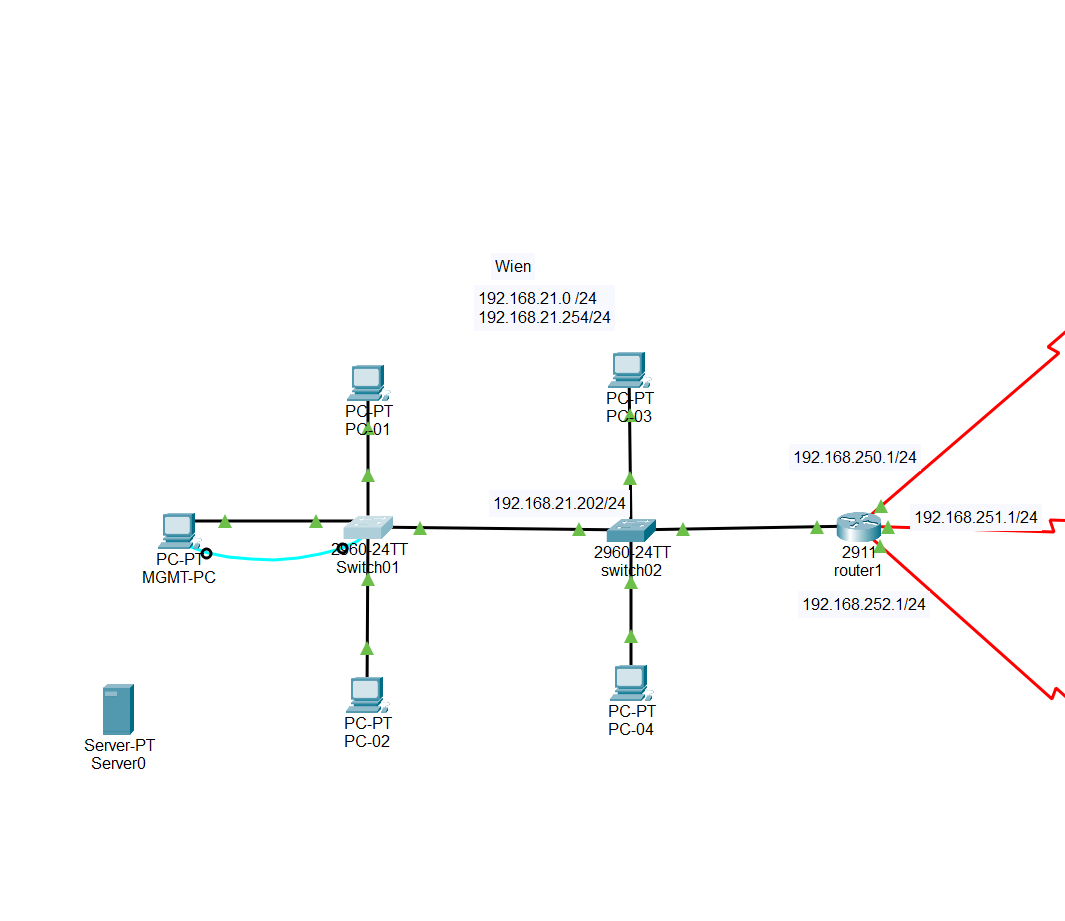 Wien
192.168.21.0 /24
192.168.21.254/24
PC-PT
PC-01
PC-PT
PC-03
192.168.250.1/24
192.168.21.202/24
192.168.251.1/24
PC-PT
MGMT-PC
2960-24TT
Switch01
2960-24TT
switch02
2911
router1
192.168.252.1/24
PC-PT
PC-02
PC-PT
PC-04
Server-PT
Server0